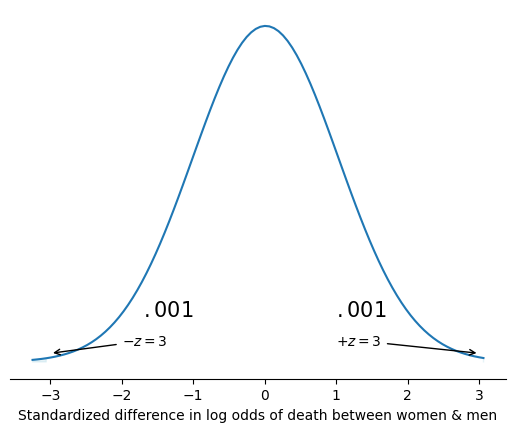 .001 .001
−z = 3 +z = 3
−3 −2 −1 0 1 2 3
Standardized difference in log odds of death between women & men